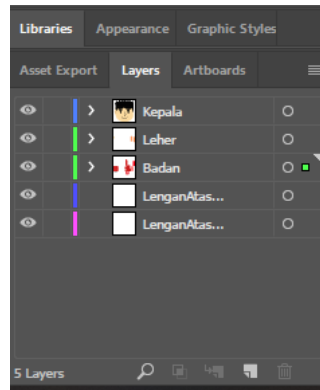 Libraries Appearance Graphic Styles
Asset Export Layers Artboards
Kepala
Leher
Badan
LenganAtas...
LenganAtas...
5 Layers